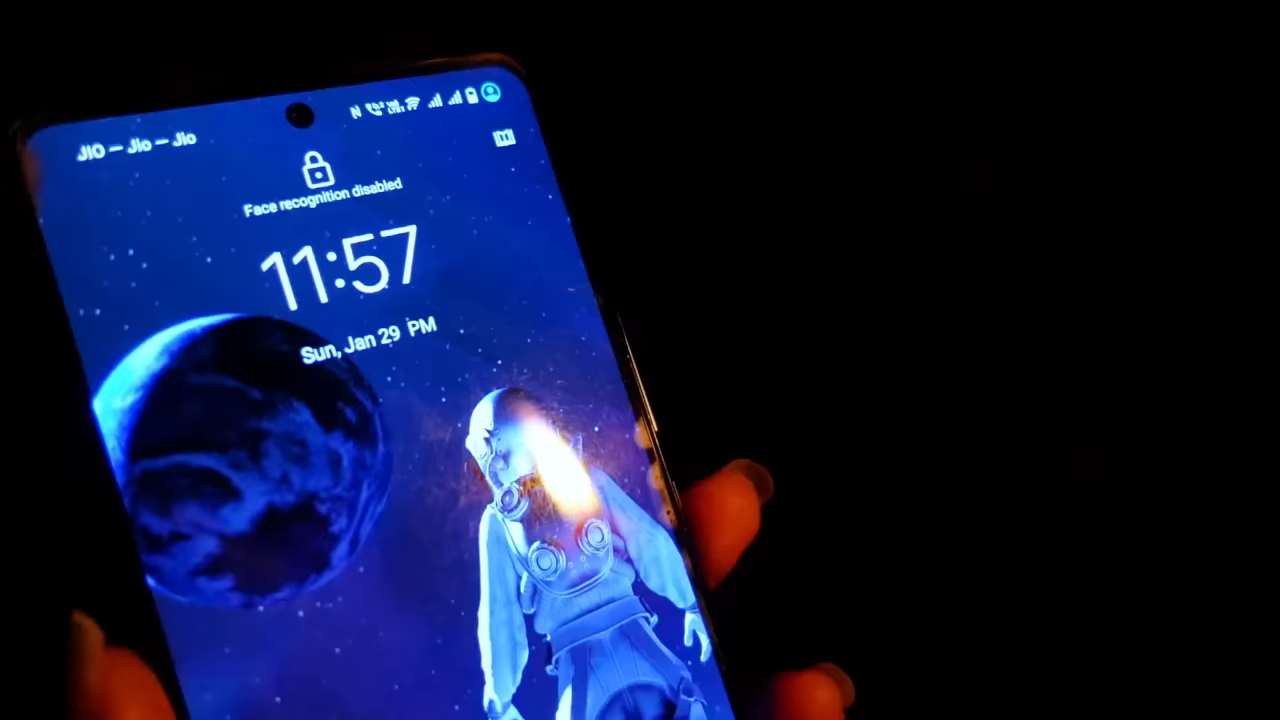 JIO — Jio — Jio
Face recognition disabled
11:57
Sun, Jan 29 PM